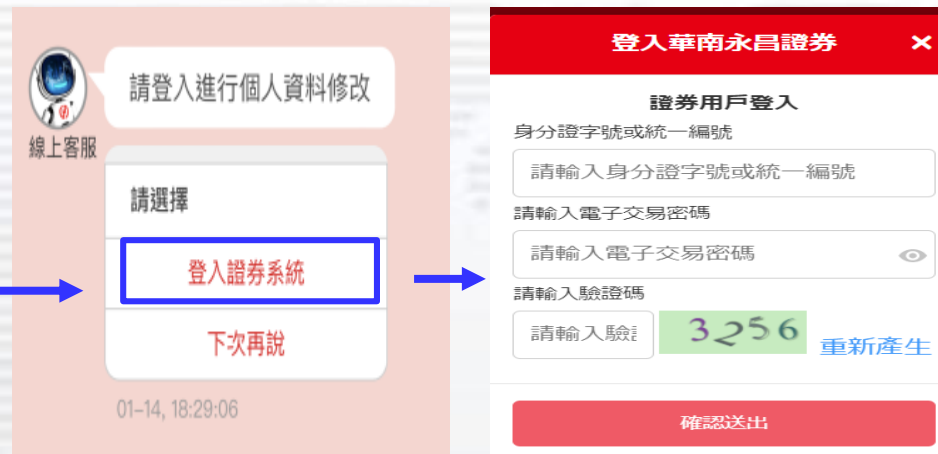 請登入進行個人資料修改
線上客服
請選擇
登入證券系統
下次再說
01-14, 18:29:06
登入華南永昌證券 ×
證券用戶登入
身分證字號或統一編號
請輸入身分證字號或統一編號
請輸入電子交易密碼
請輸入電子交易密碼
請輸入驗證碼
請輸入驗
3256
重新產生
確認送出